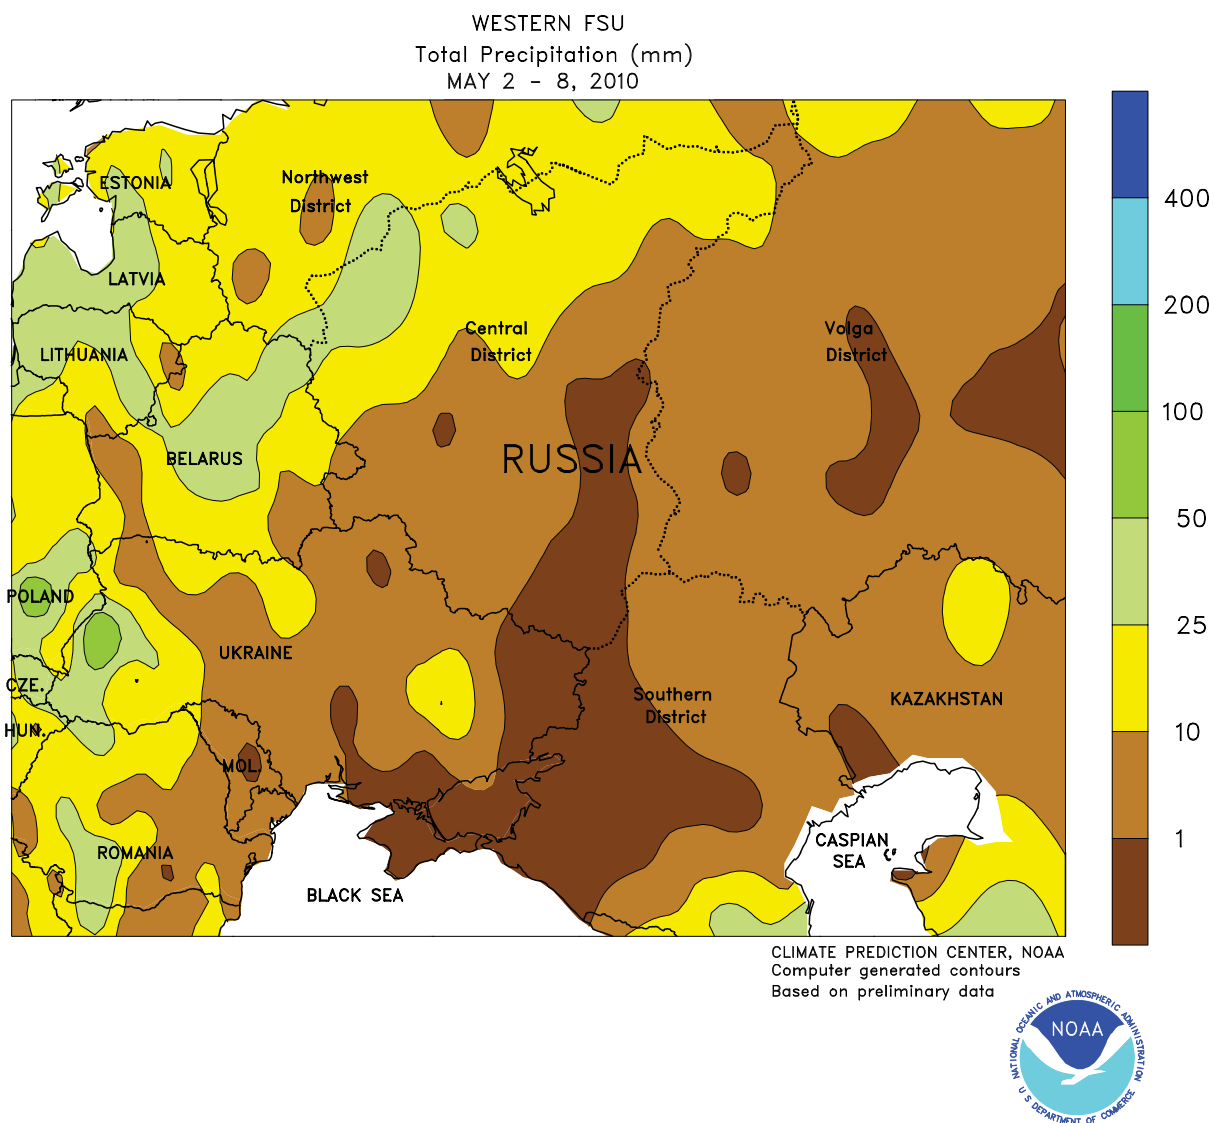 WESTERN FSU
Total Precipitation (mm)
MAY 2 - 8, 2010
ESTONIA
Northwest
District
LATVIA
Central
District
Volga
District
LITHUANIA
BELARUS
RUSSIA
POLAND
UKRAINE
CZE.
Southern
District
KAZAKHSTAN
HUN.
MOL.
ROMANIA
CASPIAN
SEA
BLACK SEA
400
200
100
50
25
10
1
CLIMATE PREDICTION CENTER, NOAA
Computer generated contours
Based on preliminary data
NATIONAL OCEANIC AND ATMOSPHERIC ADMINISTRATION
NOAA
U S DEPARTMENT OF COMMERCE